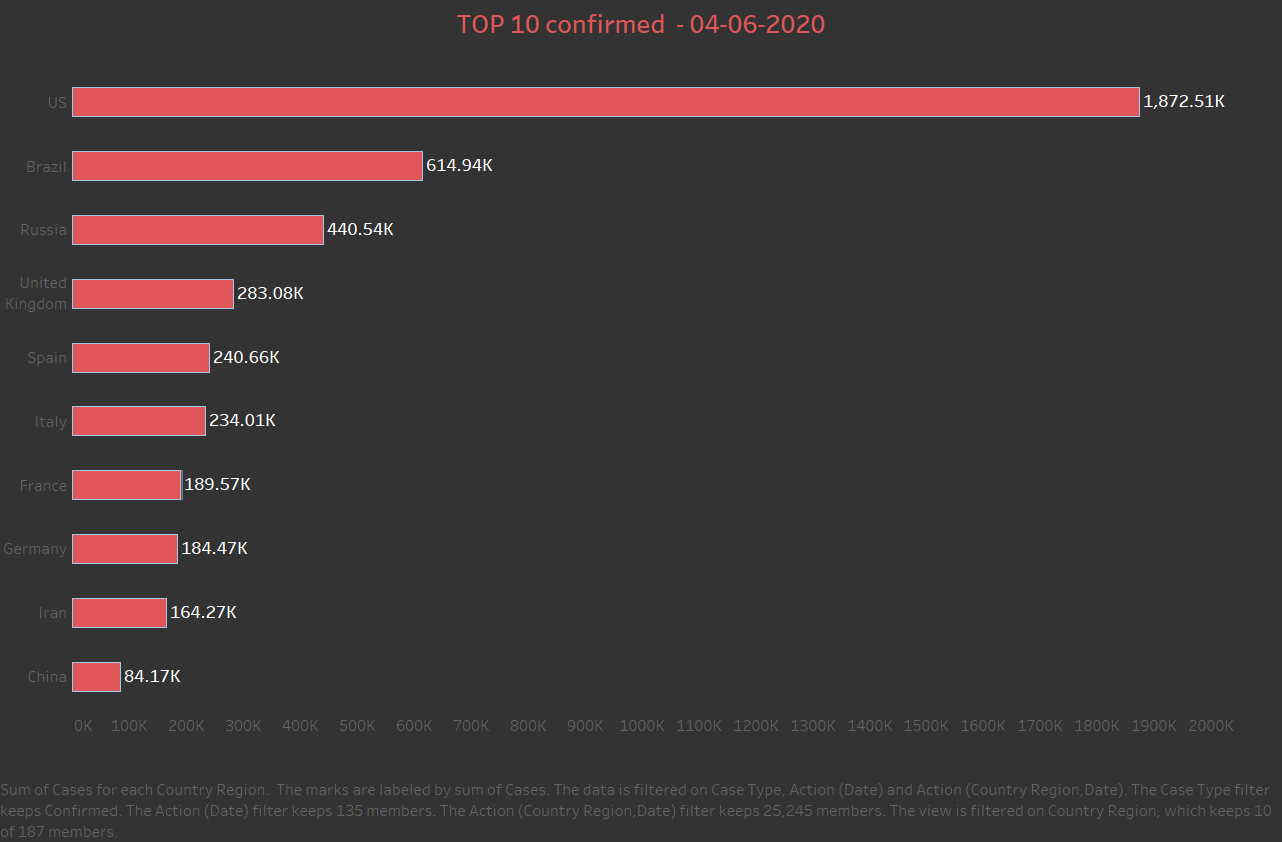 TOP 10 confirmed  - 04-06-2020
US 1,872.51K
Brazil 614.94K
Russia 440.54K
United
Kingdom 283.08K
Spain 240.66K
Italy 234.01K
France 189.57K
Germany 184.47K
Iran 164.27K
China 84.17K
0K 100K 200K 300K 400K 500K 600K 700K 800K 900K 1000K 1100K 1200K 1300K 1400K 1500K 1600K 1700K 1800K 1900K 2000K
Sum of Cases for each Country Region.  The marks are labeled by sum of Cases. The data is filtered on Case Type, Action (Date) and Action (Country Region,Date). The Case Type filter
keeps Confirmed. The Action (Date) filter keeps 135 members. The Action (Country Region,Date) filter keeps 25,245 members. The view is filtered on Country Region, which keeps 10
of 187 members.